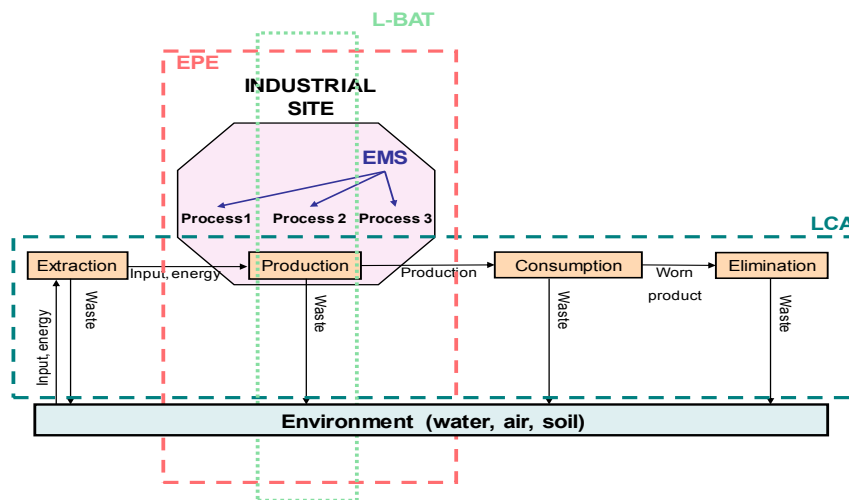 L-BAT
EPE
INDUSTRIAL
SITE
EMS
Process1
Process 2
Process 3
LCA
Extraction
Input, energy
Production
Production
Consumption
Worn
product
Elimination
Input, energy
Waste
Waste
Waste
Waste
Environment (water, air, soil)